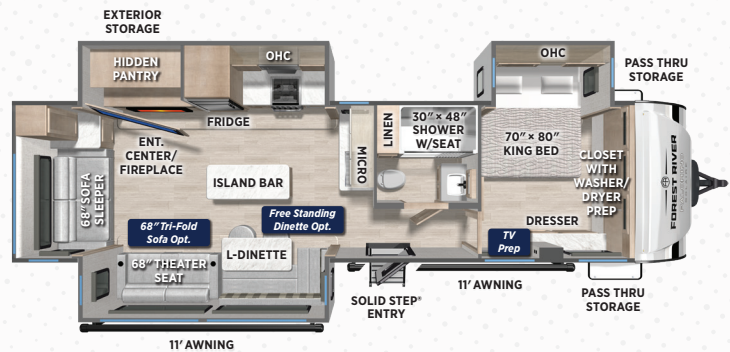 EXTERIOR
STORAGE
HIDDEN
PANTRY
OHC
FRIDGE
ENT.
CENTER/
FIREPLACE
68" SOFA
SLEEPER
ISLAND BAR
MICRO
LINEN
30" × 48"
SHOWER
W/SEAT
OHC
70" × 80"
KING BED
PASS THRU
STORAGE
CLOSET
WITH
WASHER/
DRYER
PREP
FOREST RIVER
68" Tri-Fold
Sofa Opt.
Free Standing
Dinette Opt.
L-DINETTE
68" THEATER
SEAT
DRESSER
TV
Prep
SOLID STEP®
ENTRY
11' AWNING
PASS THRU
STORAGE
11' AWNING